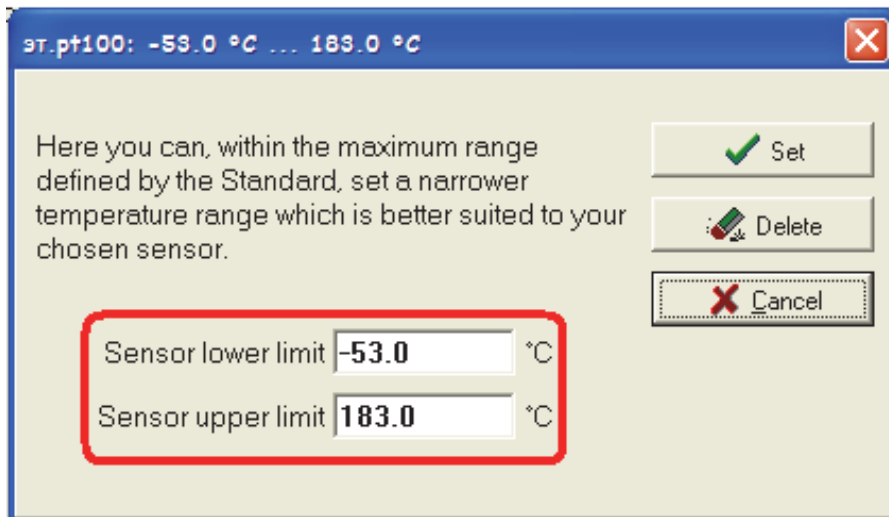 эт.pt100: -53.0 °C ... 183.0 °C
Here you can, within the maximum range
defined by the Standard, set a narrower
temperature range which is better suited to your
chosen sensor.
Set
Delete
Cancel
Sensor lower limit -53.0 °C
Sensor upper limit 183.0 °C